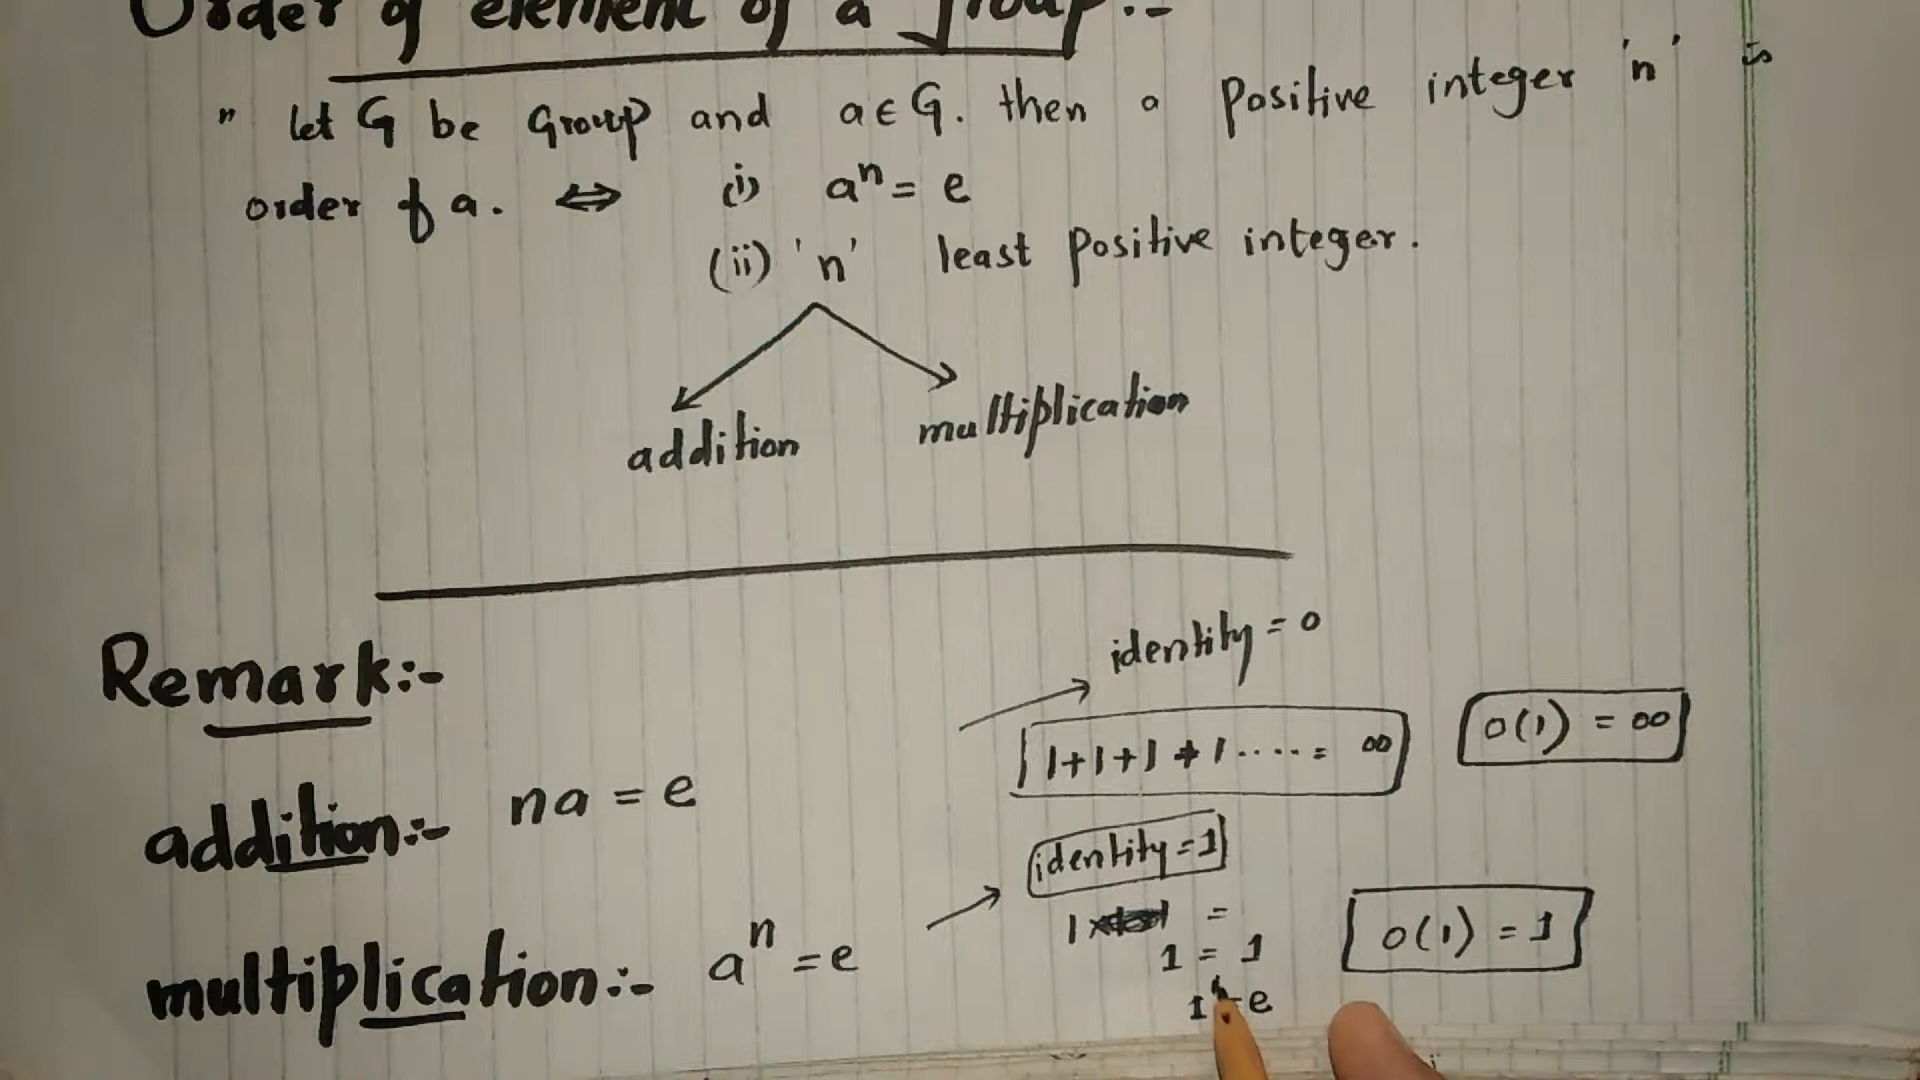 Order of element of a group :-
" let G be Group and a ∈ G. then a positive integer 'n' is
order of a. ⇔ (i) aⁿ = e
(ii) 'n' least positive integer.
addition
multiplication
Remark:-
identity = 0
1+1+1+1.... = ∞
o(1) = ∞
addition:- na = e
identity = 1
1 =
1 = 1
o(1) = 1
multiplication:- aⁿ = e
1 = e